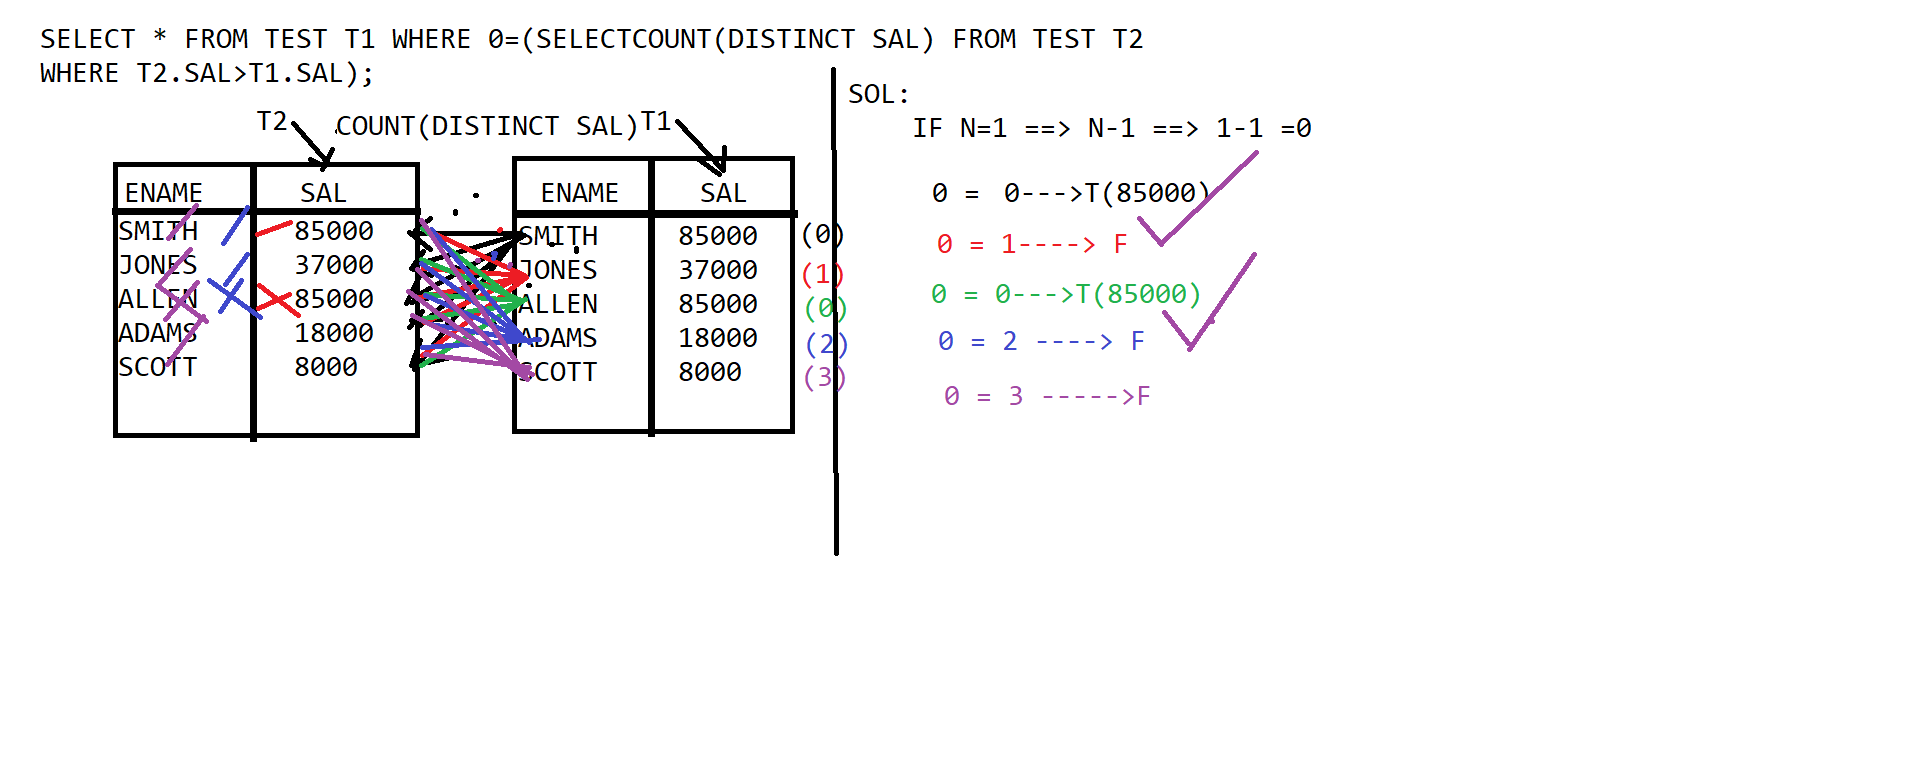 SELECT * FROM TEST T1 WHERE 0=(SELECTCOUNT(DISTINCT SAL) FROM TEST T2
WHERE T2.SAL>T1.SAL);
T2 COUNT(DISTINCT SAL) T1
ENAME SAL
SMITH 85000
JONES 37000
ALLEN 85000
ADAMS 18000
SCOTT 8000
ENAME SAL
SMITH 85000 (0)
JONES 37000 (1)
ALLEN 85000 (0)
ADAMS 18000 (2)
SCOTT 8000 (3)
SOL:
IF N=1 ==> N-1 ==> 1-1 =0
0 = 0--->T(85000)
0 = 1----> F
0 = 0--->T(85000)
0 = 2 ----> F
0 = 3 ----->F